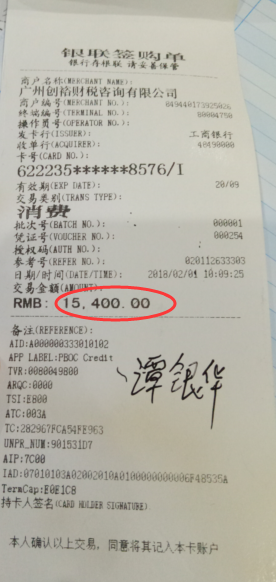 银联签购单
银行存根联 请妥善保管
商户名称(MERCHANT NAME):
广州创裕财税咨询有限公司
商户编号(MERCHANT NO.):
终端编号(TERMINAL NO.): 80004750
操作员号(OPERATOR NO.):
发卡行(ISSUER): 工商银行
收单行(ACQUIRER): 48490000
卡号(CARD NO.):
622235******8576/I
有效期(EXP DATE): 20/09
交易类别(TRANS TYPE):
消费
批次号(BATCH NO.): 000001
凭证号(VOUCHER NO.): 000254
授权码(AUTH NO.):
参考号(REFER NO.): 020112633303
日期/时间(DATE/TIME): 2018/02/01 10:09:25
交易金额(AMOUNT):
RMB: 15,400.00
备注(REFERENCE):
AID:A000000333010102
APP LABEL:PBOC Credit
TVR:0080049800
ARQC:0000
TSI:E800
ATC:003A
TC:282967FCA54FE963
UNPR_NUM:901531D7
AIP:7C00
IAD:07010103A02002010A0100000000006F48535A
TermCap:E0E1C8
持卡人签名(CARD HOLDER SIGNATURE)
谭银华
本人确认以上交易，同意将其记入本卡账户